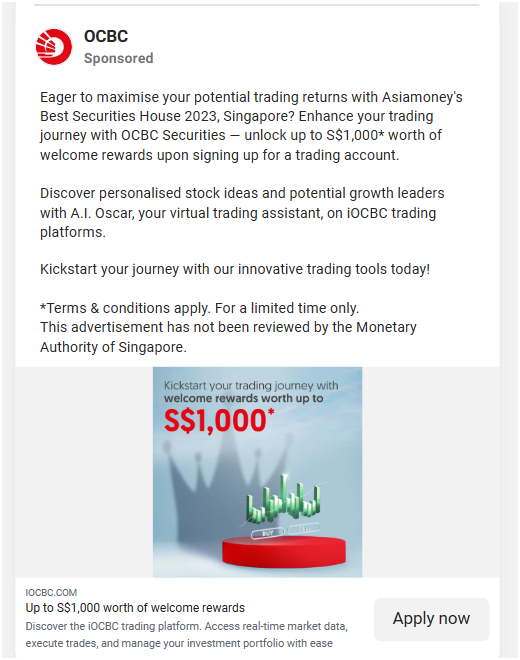 OCBC
Sponsored
Eager to maximise your potential trading returns with Asiamoney's
Best Securities House 2023, Singapore? Enhance your trading
journey with OCBC Securities — unlock up to S$1,000* worth of
welcome rewards upon signing up for a trading account.
Discover personalised stock ideas and potential growth leaders
with A.I. Oscar, your virtual trading assistant, on iOCBC trading
platforms.
Kickstart your journey with our innovative trading tools today!
*Terms & conditions apply. For a limited time only.
This advertisement has not been reviewed by the Monetary
Authority of Singapore.
Kickstart your trading journey with
welcome rewards worth up to
S$1,000*
BUY SELL
IOCBC.COM
Up to S$1,000 worth of welcome rewards
Discover the iOCBC trading platform. Access real-time market data,
execute trades, and manage your investment portfolio with ease
Apply now